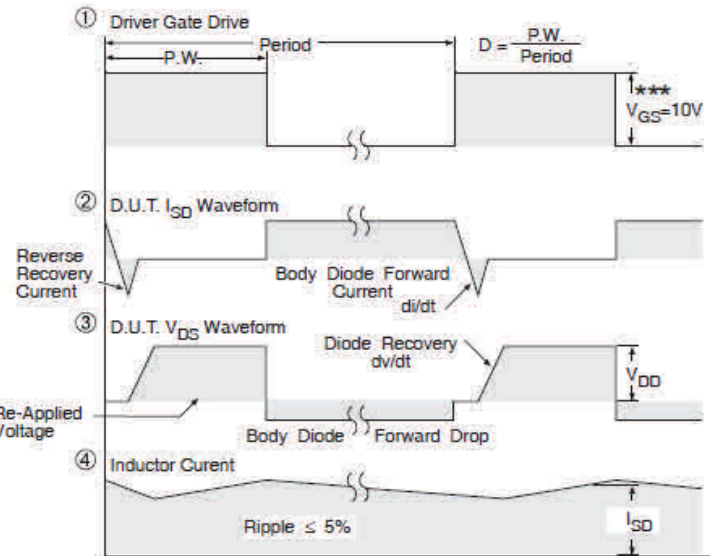 ① Driver Gate Drive
Period
P.W.
D = P.W.
Period
***
VGS=10V
② D.U.T. ISD Waveform
Reverse
Recovery
Current
Body Diode Forward
Current
di/dt
③ D.U.T. VDS Waveform
Diode Recovery
dv/dt
VDD
Re-Applied
Voltage
Body Diode Forward Drop
④ Inductor Curent
Ripple ≤ 5%
ISD